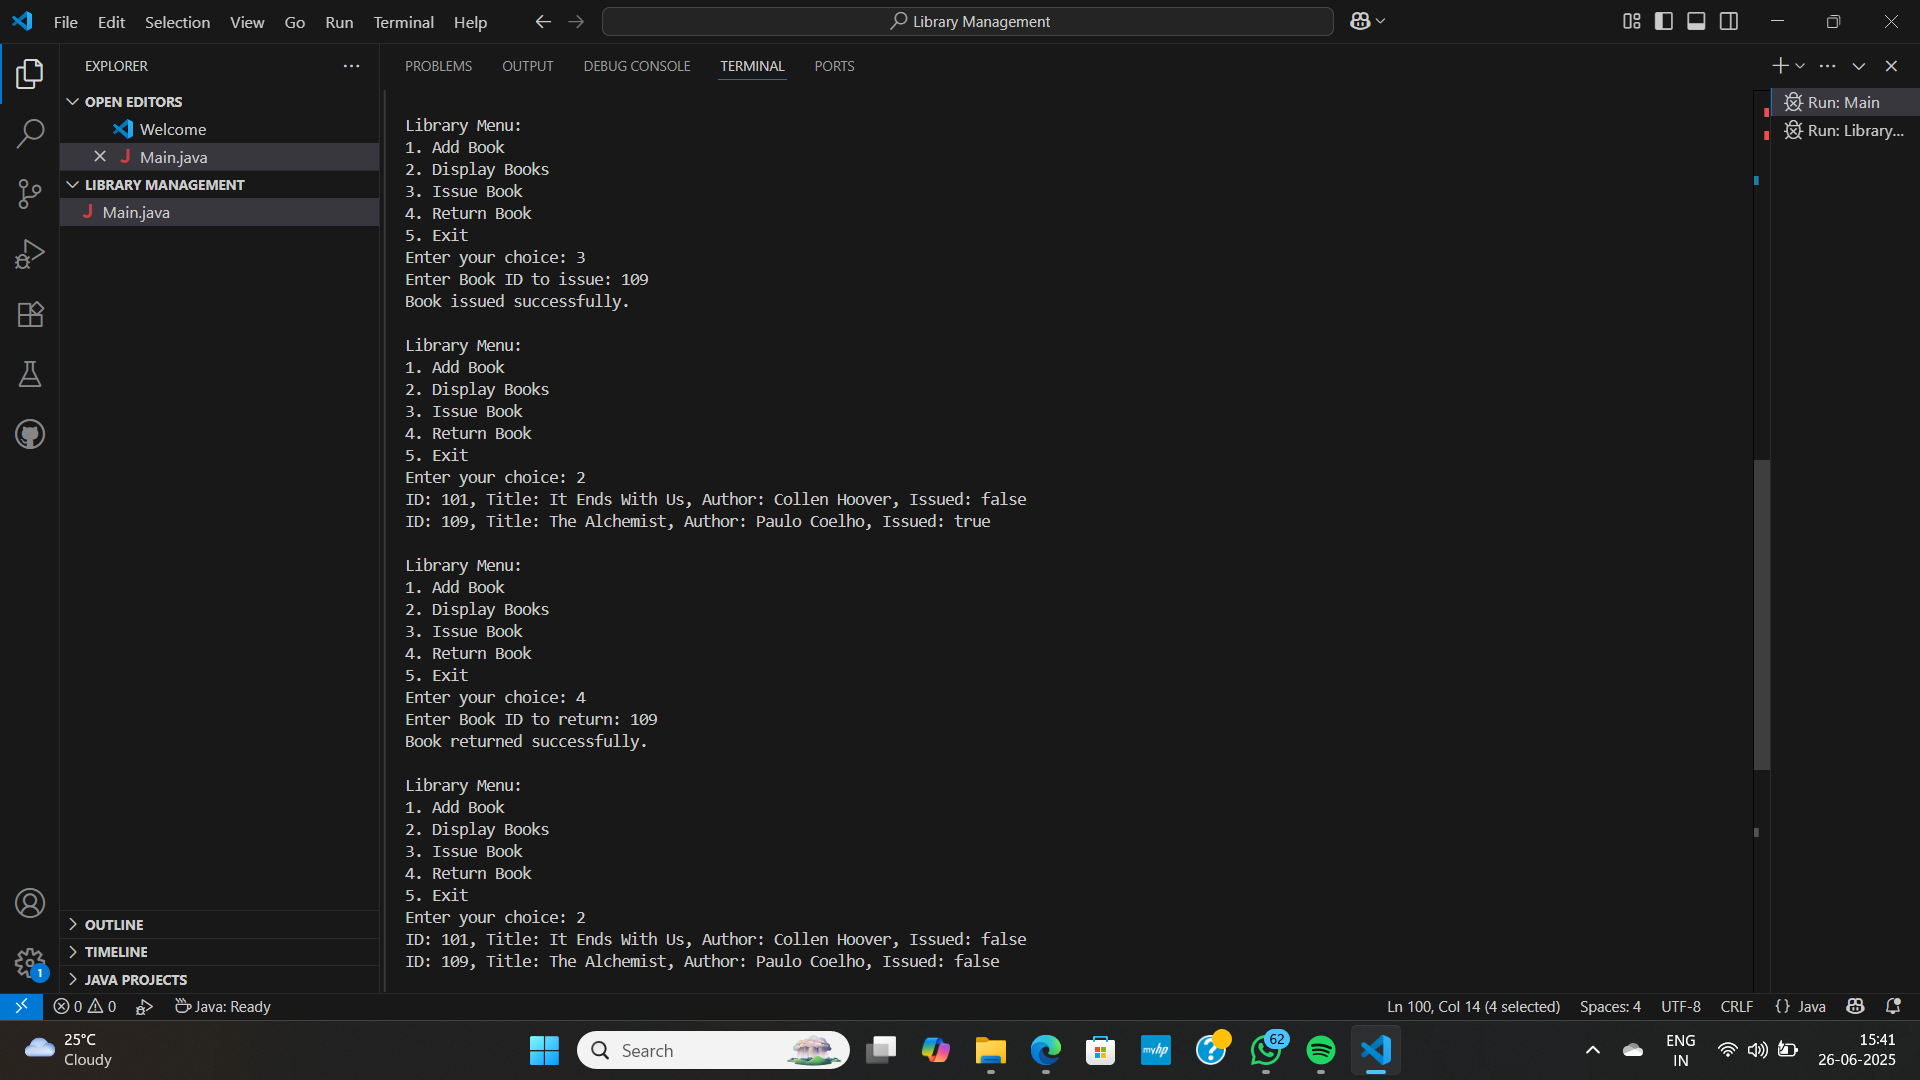 File Edit Selection View Go Run Terminal Help
Library Management
EXPLORER
OPEN EDITORS
Welcome
J Main.java
LIBRARY MANAGEMENT
J Main.java
OUTLINE
TIMELINE
JAVA PROJECTS
PROBLEMS OUTPUT DEBUG CONSOLE TERMINAL PORTS
Library Menu:
1. Add Book
2. Display Books
3. Issue Book
4. Return Book
5. Exit
Enter your choice: 3
Enter Book ID to issue: 109
Book issued successfully.
Library Menu:
1. Add Book
2. Display Books
3. Issue Book
4. Return Book
5. Exit
Enter your choice: 2
ID: 101, Title: It Ends With Us, Author: Collen Hoover, Issued: false
ID: 109, Title: The Alchemist, Author: Paulo Coelho, Issued: true
Library Menu:
1. Add Book
2. Display Books
3. Issue Book
4. Return Book
5. Exit
Enter your choice: 4
Enter Book ID to return: 109
Book returned successfully.
Library Menu:
1. Add Book
2. Display Books
3. Issue Book
4. Return Book
5. Exit
Enter your choice: 2
ID: 101, Title: It Ends With Us, Author: Collen Hoover, Issued: false
ID: 109, Title: The Alchemist, Author: Paulo Coelho, Issued: false
Run: Main
Run: Library...
1
0 0 Java: Ready
Ln 100, Col 14 (4 selected) Spaces: 4 UTF-8 CRLF {} Java
25°C
Cloudy
Search
myhp
62
ENG
IN
15:41
26-06-2025